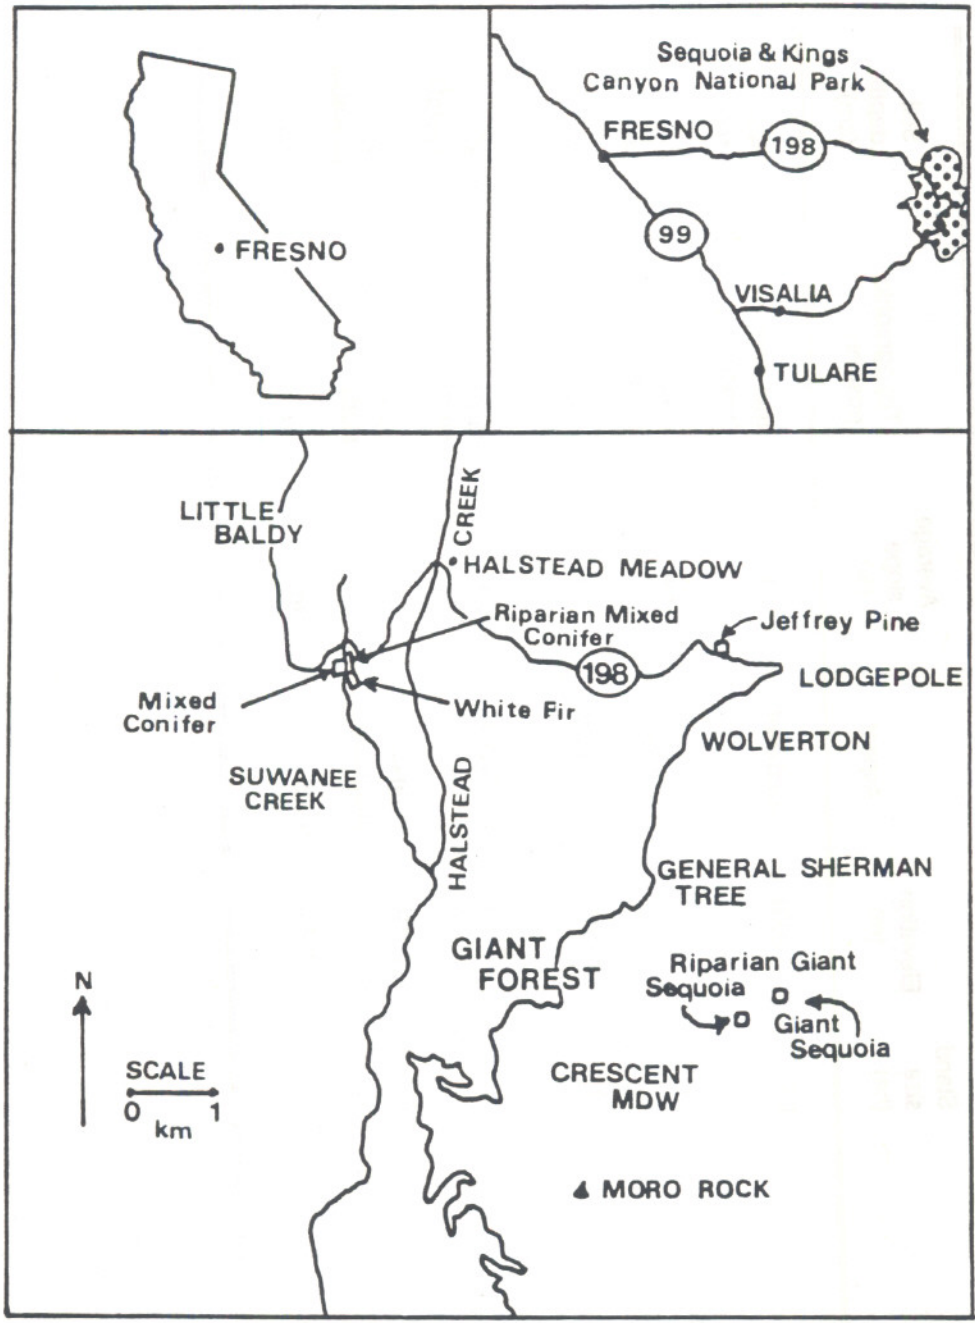 FRESNO
Sequoia & Kings
Canyon National Park
FRESNO
198
99
VISALIA
TULARE
LITTLE
BALDY
CREEK
HALSTEAD MEADOW
Riparian Mixed
Conifer
Jeffrey Pine
198
LODGEPOLE
Mixed
Conifer
White Fir
WOLVERTON
SUWANEE
CREEK
HALSTEAD
GENERAL SHERMAN
TREE
GIANT
FOREST
Riparian Giant
Sequoia
Giant
Sequoia
N
SCALE
0 1
km
CRESCENT
MDW
MORO ROCK